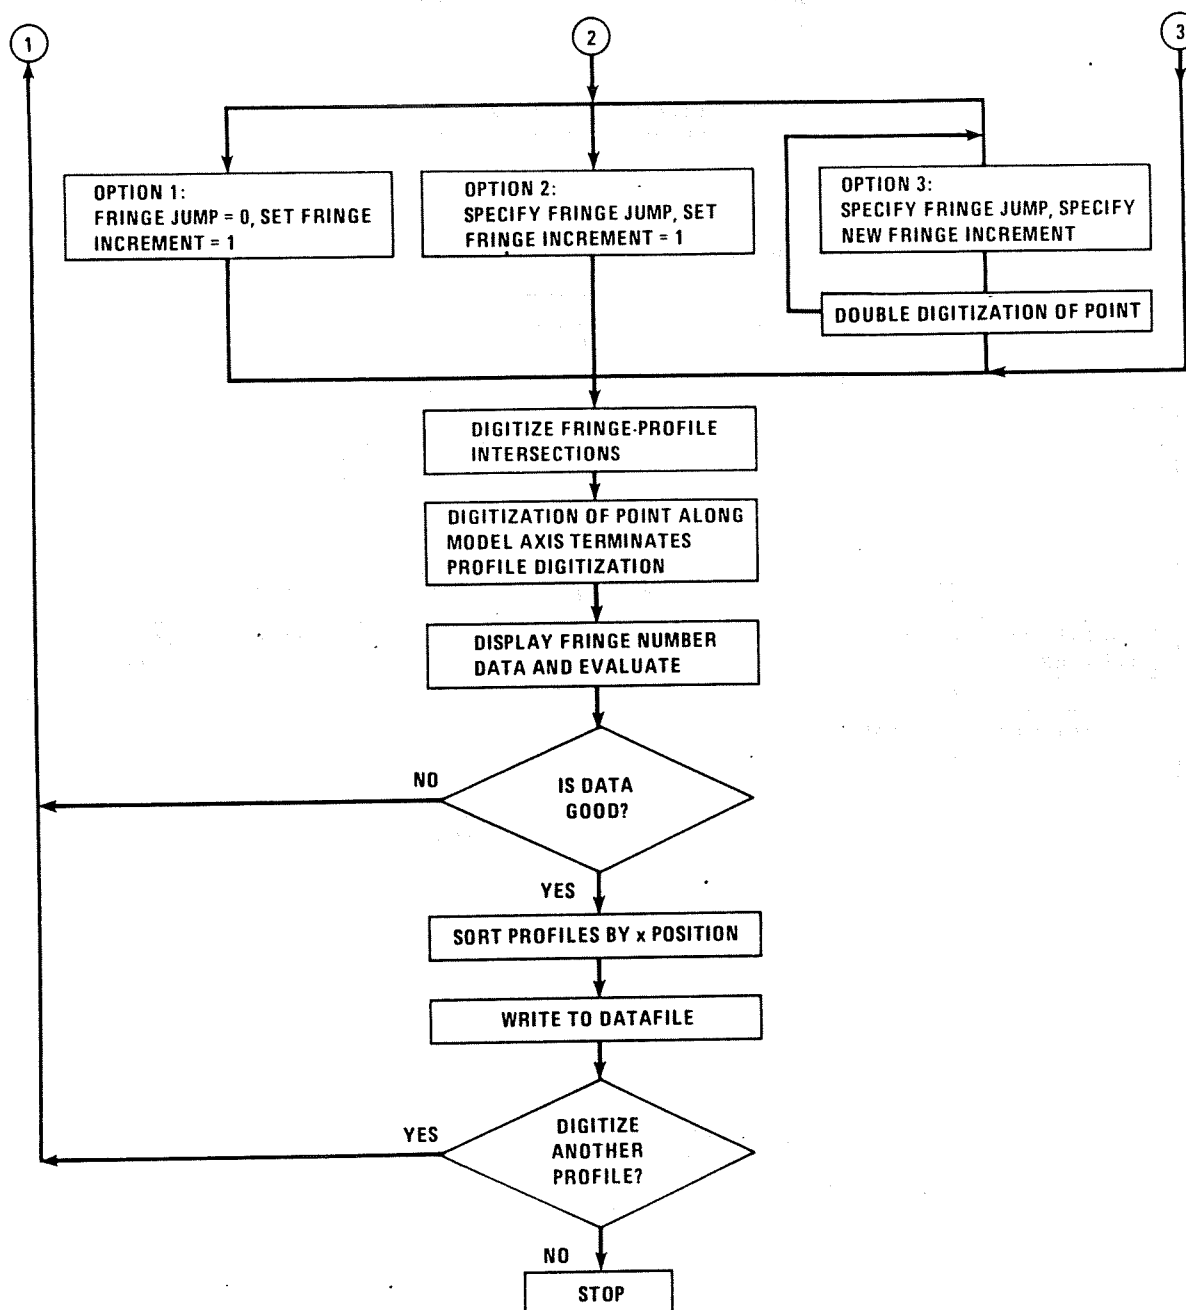 1
2
3
OPTION 1:
FRINGE JUMP = 0, SET FRINGE
INCREMENT = 1
OPTION 2:
SPECIFY FRINGE JUMP, SET
FRINGE INCREMENT = 1
OPTION 3:
SPECIFY FRINGE JUMP, SPECIFY
NEW FRINGE INCREMENT
DOUBLE DIGITIZATION OF POINT
DIGITIZE FRINGE-PROFILE
INTERSECTIONS
DIGITIZATION OF POINT ALONG
MODEL AXIS TERMINATES
PROFILE DIGITIZATION
DISPLAY FRINGE NUMBER
DATA AND EVALUATE
NO
IS DATA
GOOD?
YES
SORT PROFILES BY x POSITION
WRITE TO DATAFILE
YES
DIGITIZE
ANOTHER
PROFILE?
NO
STOP